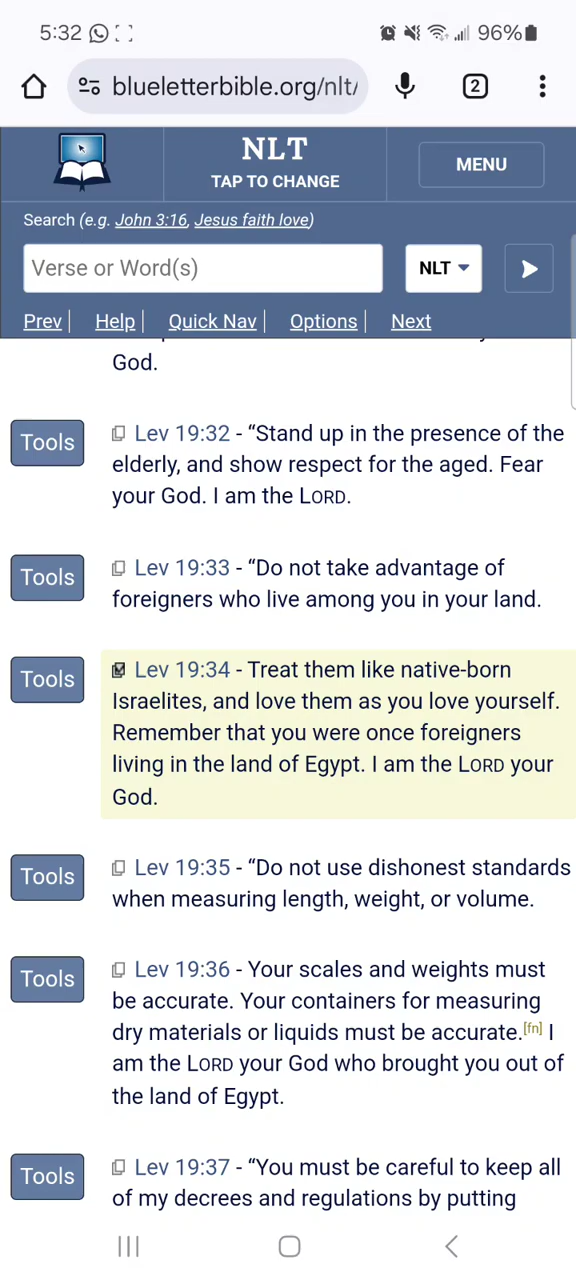 5:32 96%
blueletterbible.org/nlt/ 2
NLT
TAP TO CHANGE
MENU
Search (e.g. John 3:16, Jesus faith love)
Verse or Word(s) NLT
Prev| Help| Quick Nav| Options| Next
God.
Tools Lev 19:32 - “Stand up in the presence of the
elderly, and show respect for the aged. Fear
your God. I am the LORD.
Tools Lev 19:33 - “Do not take advantage of
foreigners who live among you in your land.
Tools Lev 19:34 - Treat them like native-born
Israelites, and love them as you love yourself.
Remember that you were once foreigners
living in the land of Egypt. I am the LORD your
God.
Tools Lev 19:35 - “Do not use dishonest standards
when measuring length, weight, or volume.
Tools Lev 19:36 - Your scales and weights must
be accurate. Your containers for measuring
dry materials or liquids must be accurate.[fn] I
am the LORD your God who brought you out of
the land of Egypt.
Tools Lev 19:37 - “You must be careful to keep all
of my decrees and regulations by putting